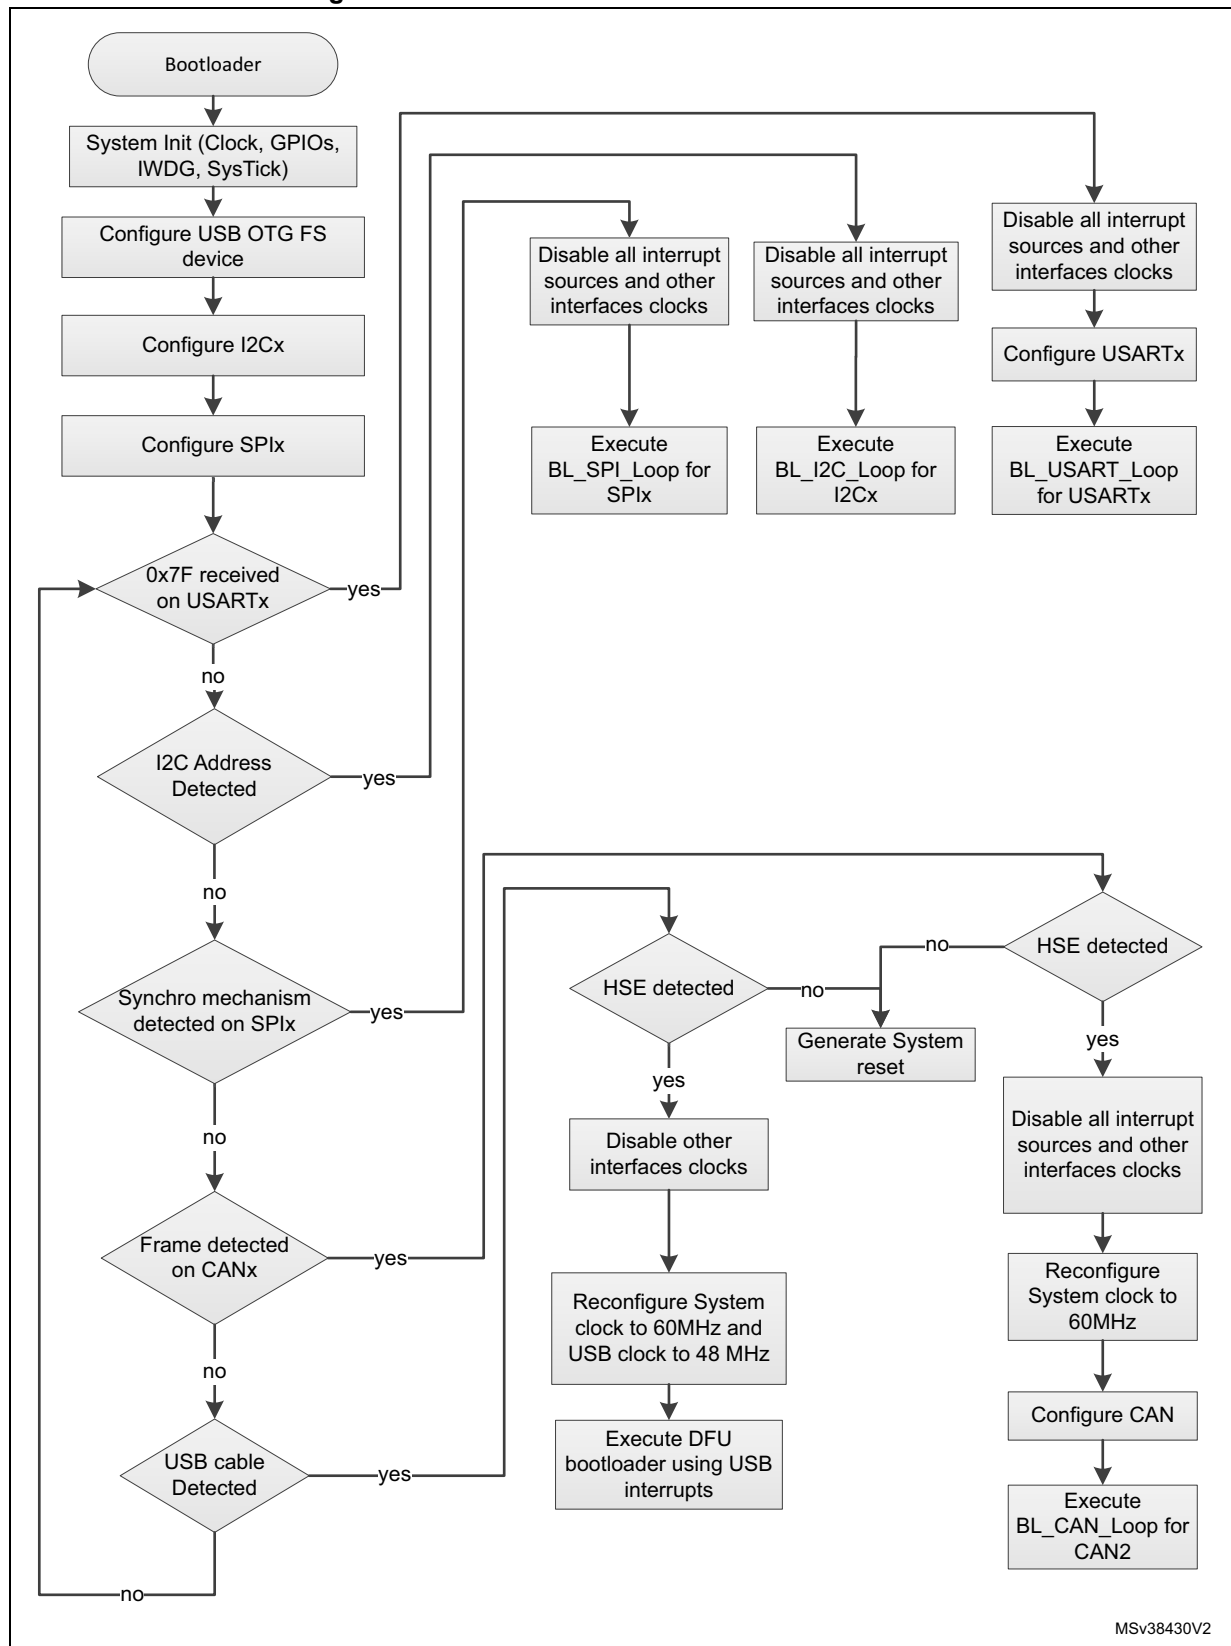 Bootloader
System Init (Clock, GPIOs,
IWDG, SysTick)
Configure USB OTG FS
device
Configure I2Cx
Configure SPIx
0x7F received
on USARTx
yes
no
I2C Address
Detected
yes
no
Synchro mechanism
detected on SPIx
yes
no
Frame detected
on CANx
yes
no
USB cable
Detected
yes
no
Disable all interrupt
sources and other
interfaces clocks
Execute
BL_SPI_Loop for
SPIx
Disable all interrupt
sources and other
interfaces clocks
Execute
BL_I2C_Loop for
I2Cx
Disable all interrupt
sources and other
interfaces clocks
Configure USARTx
Execute
BL_USART_Loop
for USARTx
HSE detected
no
yes
Disable other
interfaces clocks
Reconfigure System
clock to 60MHz and
USB clock to 48 MHz
Execute DFU
bootloader using USB
interrupts
Generate System
reset
HSE detected
no
yes
Disable all interrupt
sources and other
interfaces clocks
Reconfigure
System clock to
60MHz
Configure CAN
Execute
BL_CAN_Loop for
CAN2
MSv38430V2